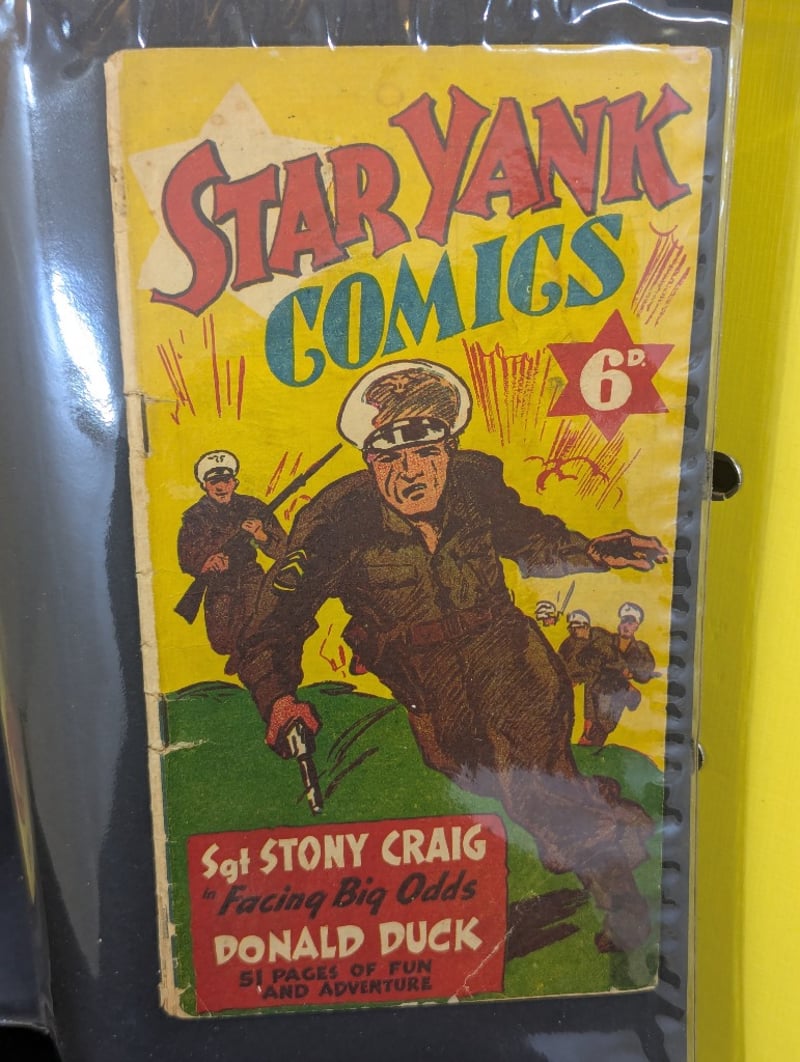 STAR YANK
COMICS
6D.
Sgt STONY CRAIG
in Facing Big Odds
DONALD DUCK
51 PAGES OF FUN
AND ADVENTURE